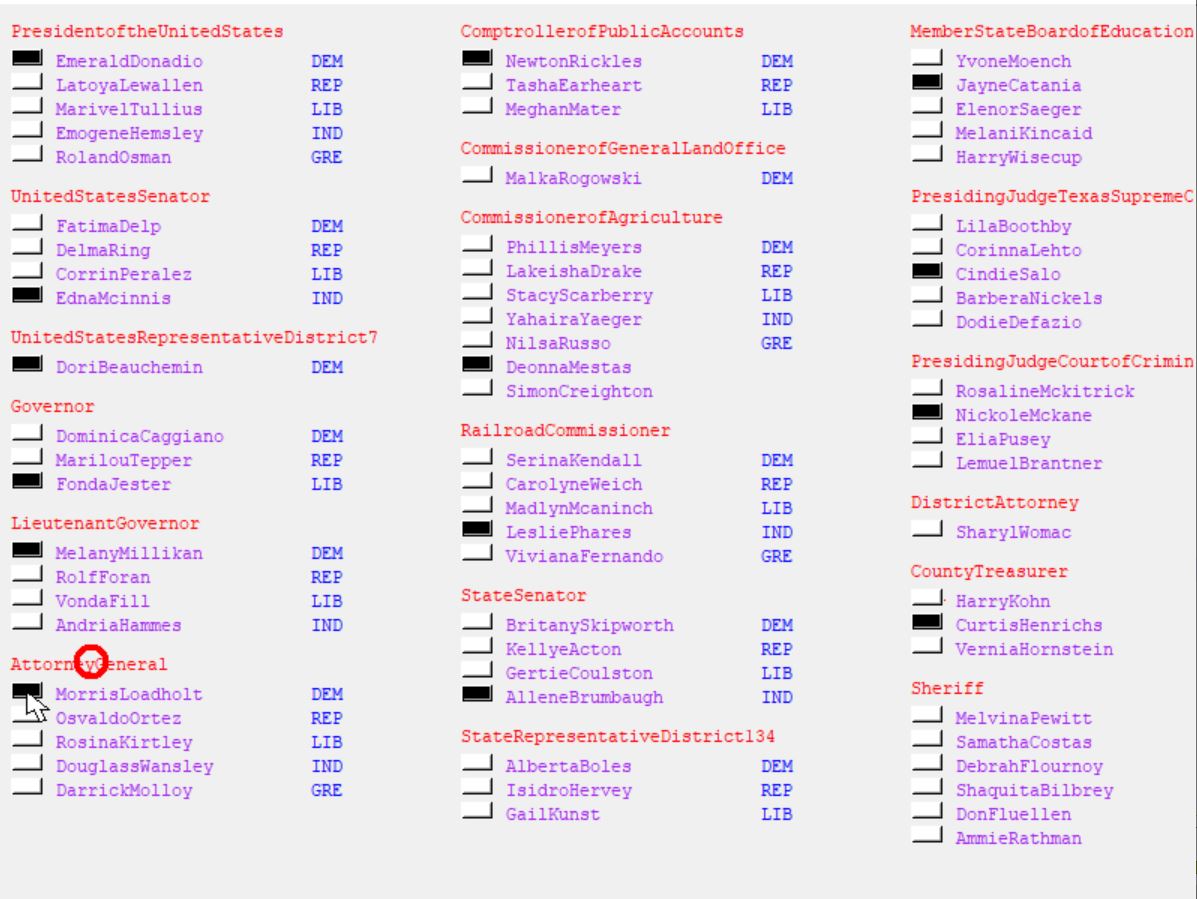 PresidentoftheUnitedStates
EmeraldDonadio DEM
LatoyaLewallen REP
MarivelTullius LIB
EmogeneHemsley IND
RolandOsman GRE
UnitedStatesSenator
FatimaDelp DEM
DelmaRing REP
CorrinPeralez LIB
EdnaMcinnis IND
UnitedStatesRepresentativeDistrict7
DoriBeauchemin DEM
Governor
DominicaCaggiano DEM
MarilouTepper REP
FondaJester LIB
LieutenantGovernor
MelanyMillikan DEM
RolfForan REP
VondaFill LIB
AndriaHammes IND
AttorneyGeneral
MorrisLoadholt DEM
OsvaldoOrtez REP
RosinaKirtley LIB
DouglassWansley IND
DarrickMolloy GRE
ComptrollerofPublicAccounts
NewtonRickles DEM
TashaEarheart REP
MeghanMater LIB
CommissionerofGeneralLandOffice
MalkaRogowski DEM
CommissionerofAgriculture
PhillisMeyers DEM
LakeishaDrake REP
StacyScarberry LIB
YahairaYaeger IND
NilsaRusso GRE
DeonnaMestas
SimonCreighton
RailroadCommissioner
SerinaKendall DEM
CarolyneWeich REP
MadlynMcaninch LIB
LesliePhares IND
VivianaFernando GRE
StateSenator
BritanySkipworth DEM
KellyeActon REP
GertieCoulston LIB
AlleneBrumbaugh IND
StateRepresentativeDistrict134
AlbertaBoles DEM
IsidroHervey REP
GailKunst LIB
MemberStateBoardofEducation
YvoneMoench
JayneCatania
ElenorSaeger
MelaniKincaid
HarryWisecup
PresidingJudgeTexasSupremeC
LilaBoothby
CorinnaLehto
CindieSalo
BarberaNickels
DodieDefazio
PresidingJudgeCourtofCrimin
RosalineMckitrick
NickoleMckane
EliaPusey
LemuelBrantner
DistrictAttorney
SharylWomac
CountyTreasurer
HarryKohn
CurtisHenrichs
VerniaHornstein
Sheriff
MelvinaPewitt
SamathaCostas
DebrahFlournoy
ShaquitaBilbrey
DonFluellen
AmmieRathman